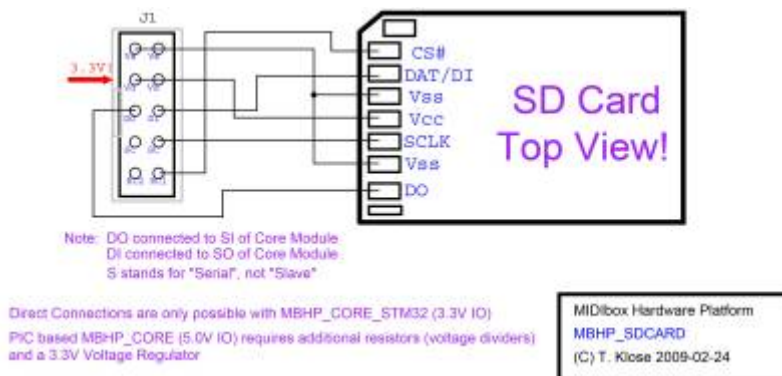 J1
3.3V!
CS#
DAT/DI
Vss
Vcc
SCLK
Vss
DO
SD Card
Top View!
Note: DO connected to SI of Core Module
DI connected to SO of Core Module
S stands for "Serial", not "Slave"
Direct Connections are only possible with MBHP_CORE_STM32 (3.3V IO)
PIC based MBHP_CORE (5.0V IO) requires additional resistors (voltage dividers)
and a 3.3V Voltage Regulator
MIDIbox Hardware Platform
MBHP_SDCARD
(C) T. Klose 2009-02-24